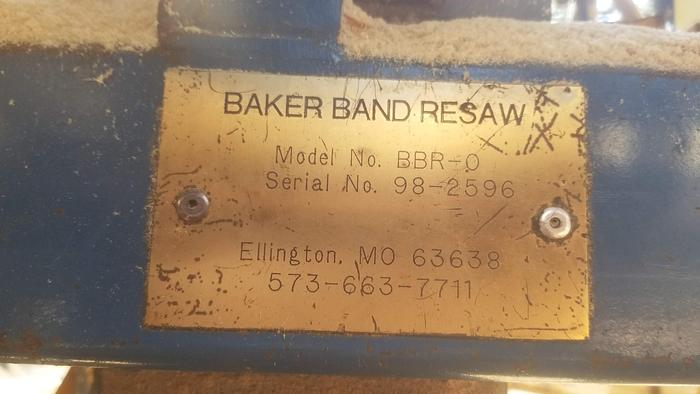 BAKER BAND RESAW
Model No. BBR-0
Serial No. 98-2596
Ellington, MO 63638
573-663-7711